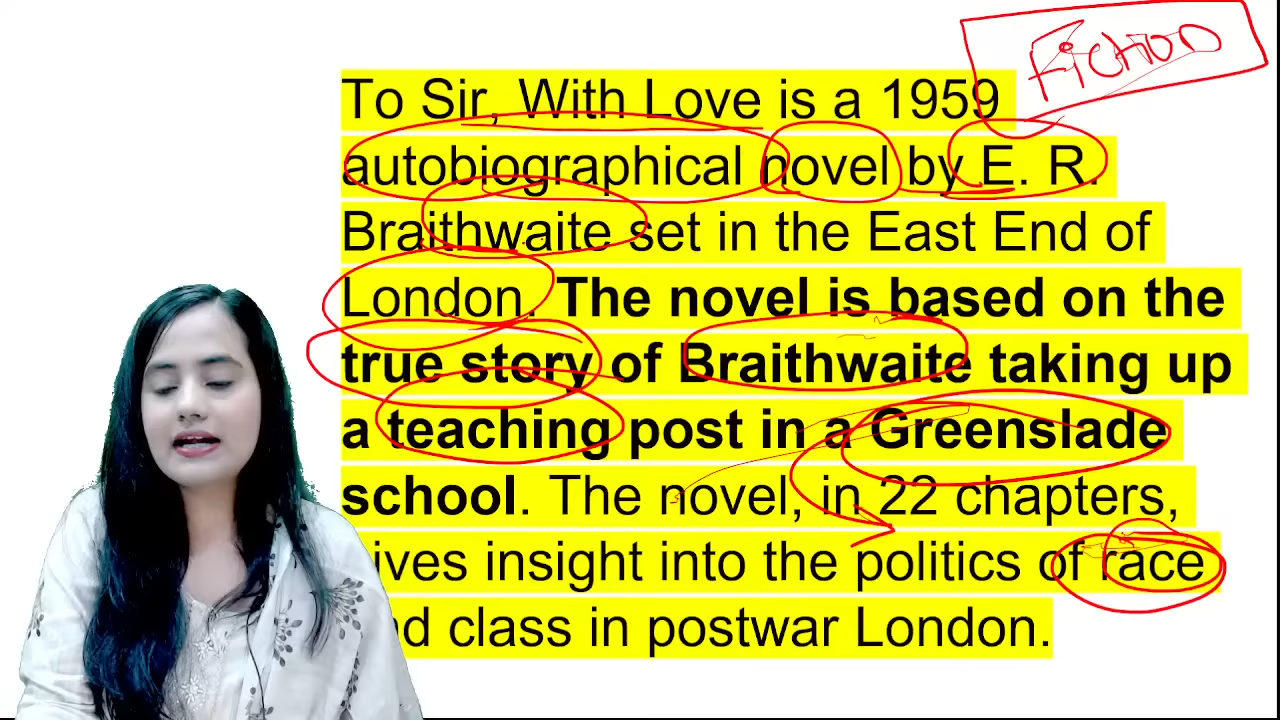 Fiction
To Sir, With Love is a 1959
autobiographical novel by E. R.
Braithwaite set in the East End of
London. The novel is based on the
true story of Braithwaite taking up
a teaching post in a Greenslade
school. The novel, in 22 chapters,
ives insight into the politics of race
nd class in postwar London.